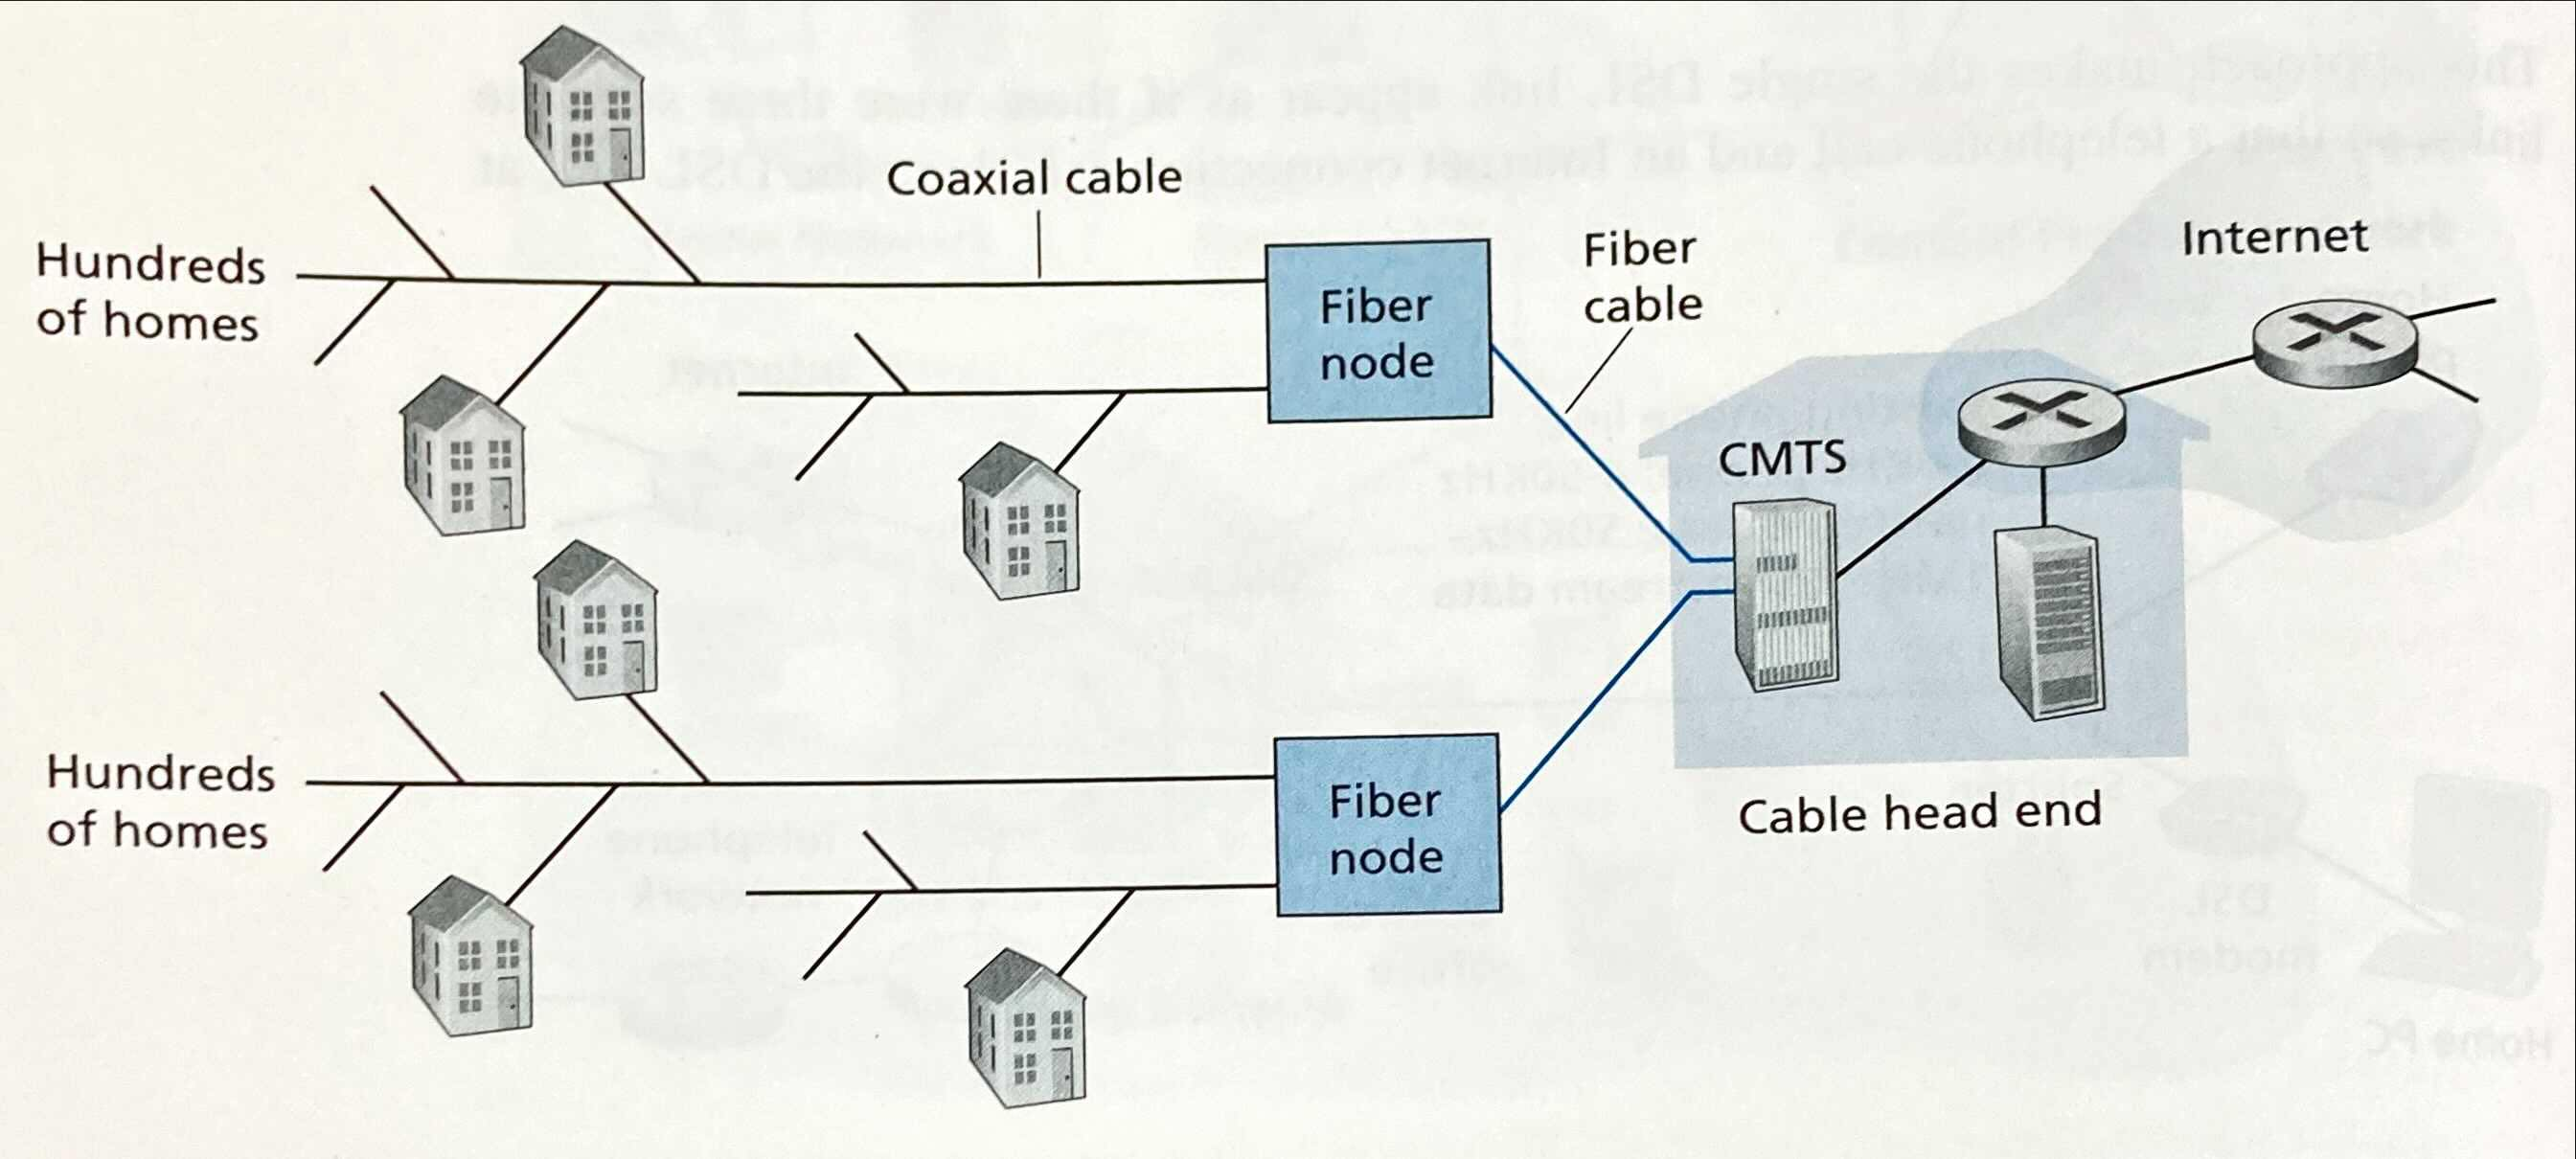 Coaxial cable
Hundreds
of homes
Fiber
node
Fiber
cable
Internet
CMTS
Hundreds
of homes
Fiber
node
Cable head end